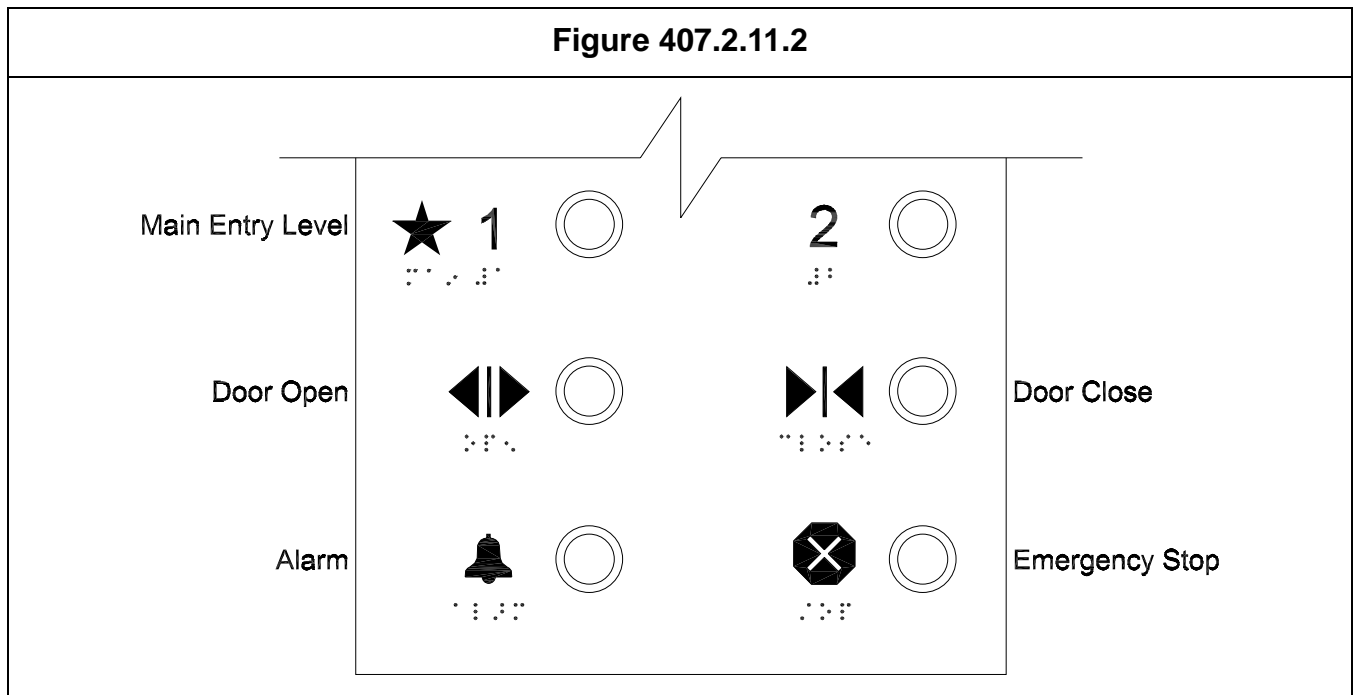 Figure 407.2.11.2
Main Entry Level ★ 1 2
⠍⠁⠔ ⠼⠁ ⠼⠃
Door Open Door Close
⠕⠏⠢ ⠉⠇⠕⠎⠑
Alarm Emergency Stop
⠁⠇⠜⠍ ⠌⠕⠏